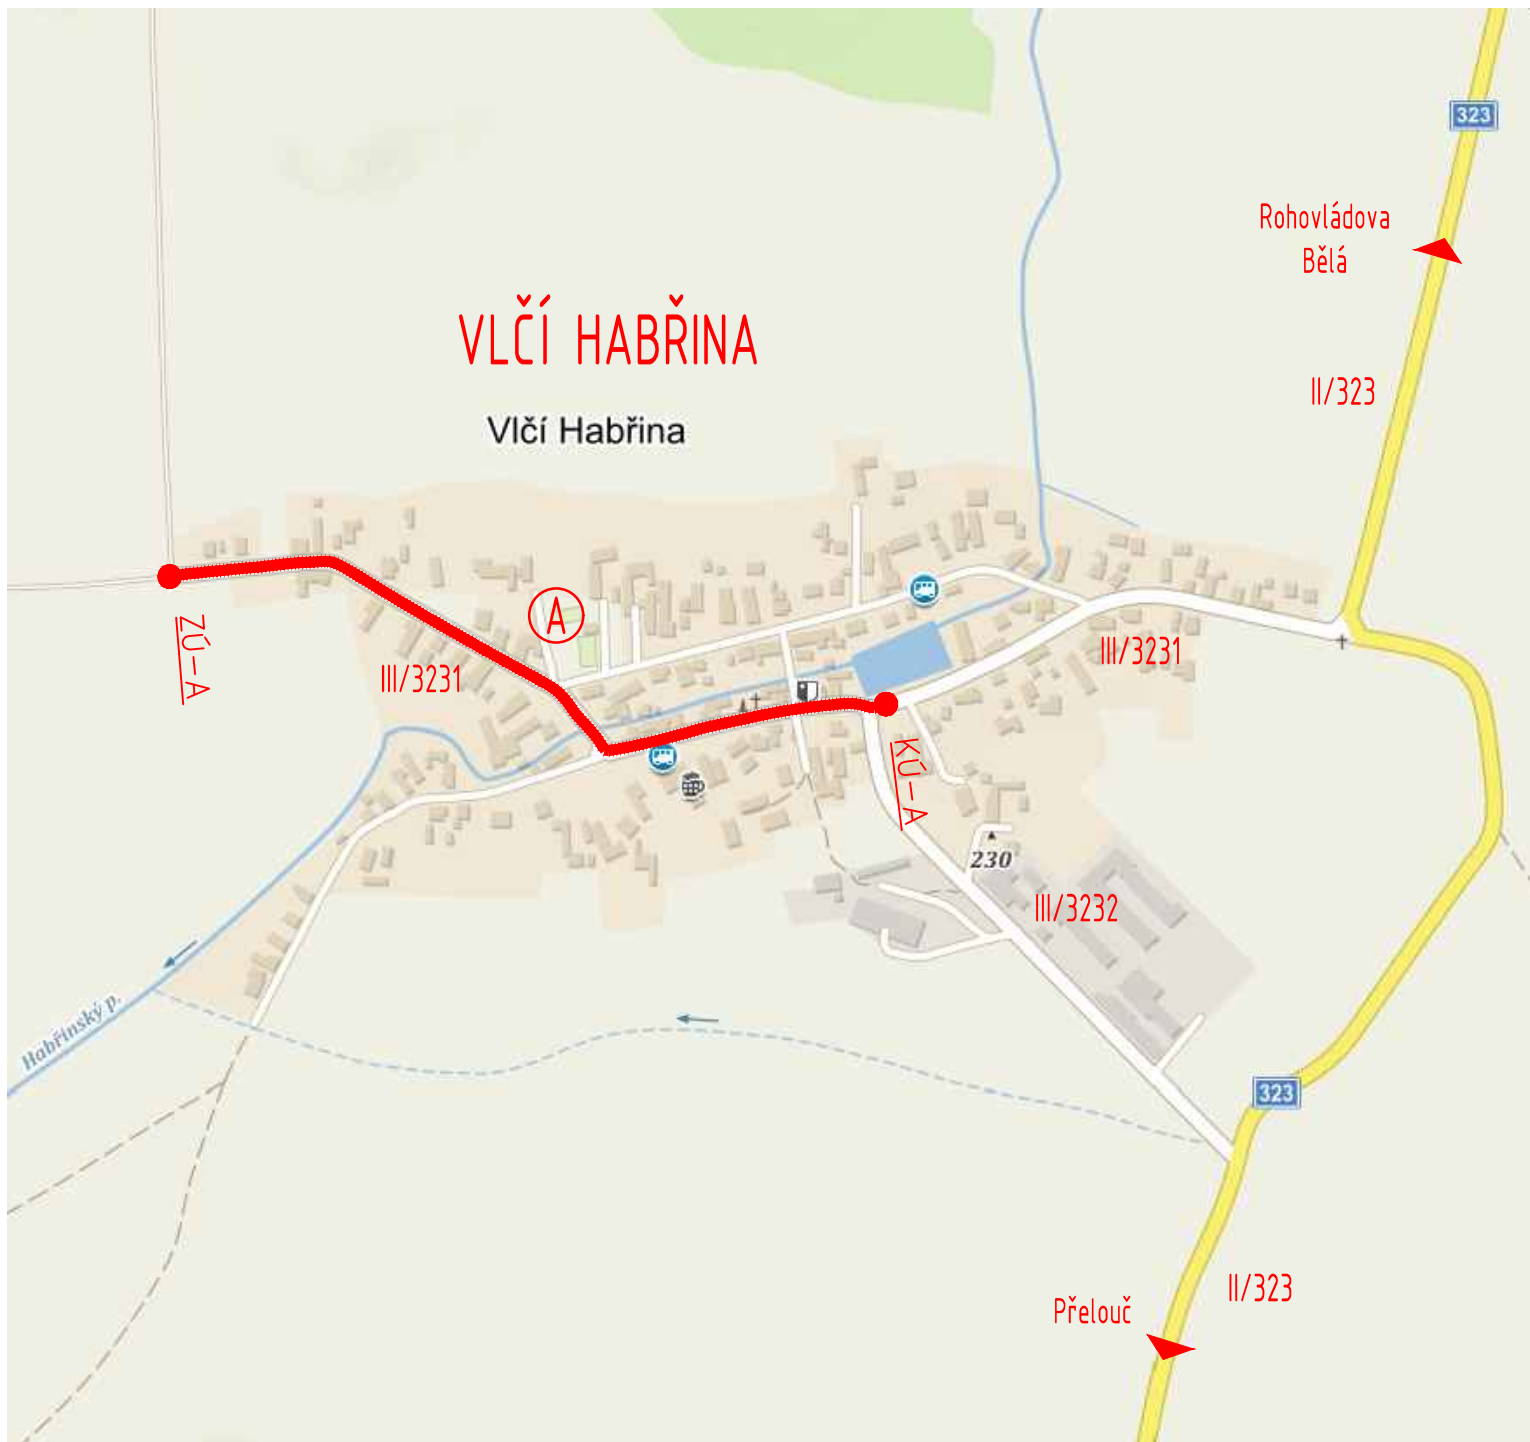 323
Rohovládova
Bělá
VLČÍ HABŘINA
II/323
Vlčí Habřina
A
ZÚ-A
III/3231
III/3231
KÚ-A
230
III/3232
Habřinský p.
323
II/323
Přelouč